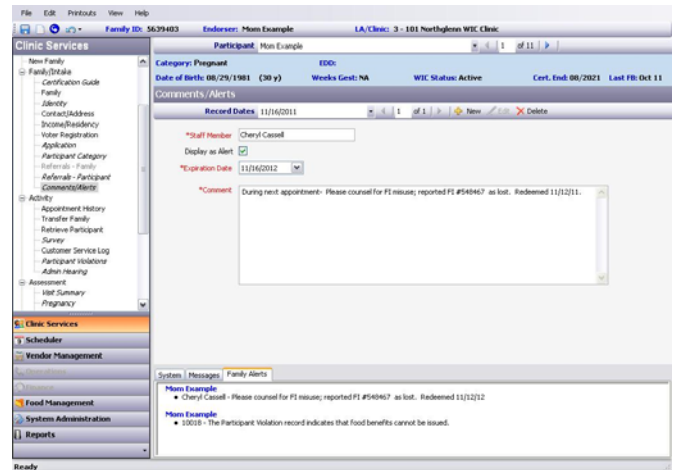 File Edit Printouts View Help
Family ID: 5639403 Endorser: Mom Example LA/Clinic: 3 - 101 Northglenn WIC Clinic
Clinic Services
New Family
Family/Intake
Certification Guide
Family
Identity
Contact/Address
Income/Residency
Voter Registration
Application
Participant Category
Referrals - Family
Referrals - Participant
Comments/Alerts
Activity
Appointment History
Transfer Family
Retrieve Participant
Survey
Customer Service Log
Participant Violations
Admin Hearing
Assessment
Visit Summary
Pregnancy
Clinic Services
Scheduler
Vendor Management
Operations
Finance
Food Management
System Administration
Reports
Participant Mom Example 1 of 11
Category: Pregnant EDD:
Date of Birth: 08/29/1981 (30 y) Weeks Gest: NA WIC Status: Active Cert. End: 08/2021 Last FB: Oct 11
Comments/Alerts
Record Dates 11/16/2011 1 of 1 New Edit Delete
*Staff Member Cheryl Cassell
Display as Alert
*Expiration Date 11/16/2012
*Comment During next appointment- Please counsel for FI misuse; reported FI #548467 as lost. Redeemed 11/12/11.
System Messages Family Alerts
Mom Example
• Cheryl Cassell - Please counsel for FI misuse; reported FI #548467 as lost. Redeemed 11/12/12
Mom Example
• 10018 - The Participant Violation record indicates that food benefits cannot be issued.
Ready